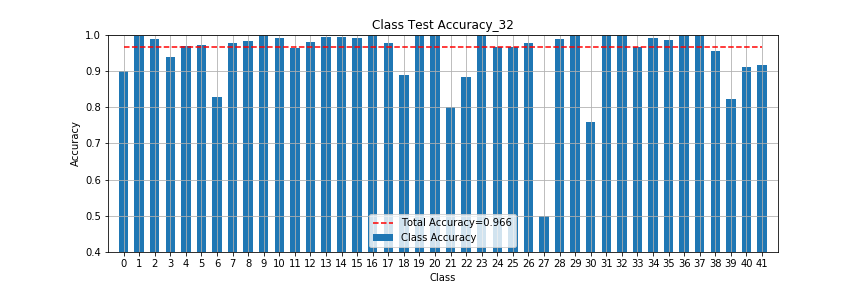 Class Test Accuracy_32
1.0
0.9
0.8
0.7
0.6
0.5
0.4
Accuracy
Total Accuracy=0.966
Class Accuracy
0 1 2 3 4 5 6 7 8 9 10 11 12 13 14 15 16 17 18 19 20 21 22 23 24 25 26 27 28 29 30 31 32 33 34 35 36 37 38 39 40 41
Class